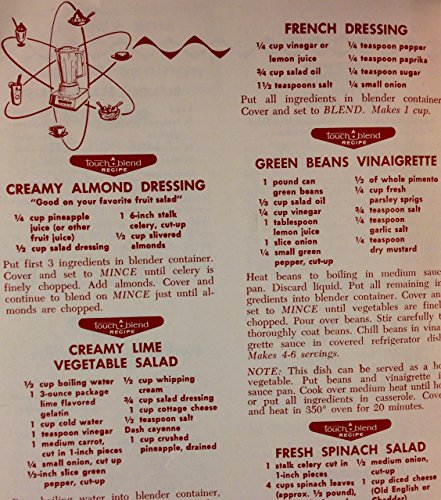 Touch▲blend
RECIPE
CREAMY ALMOND DRESSING
"Good on your favorite fruit salad"
¼ cup pineapple
juice (or other
fruit juice)
½ cup salad dressing
1 6-inch stalk
celery, cut-up
½ cup slivered
almonds
Put first 3 ingredients in blender container.
Cover and set to MINCE until celery is
finely chopped. Add almonds. Cover and
continue to blend on MINCE just until al-
monds are chopped.
Touch▲blend
RECIPE
CREAMY LIME
VEGETABLE SALAD
½ cup boiling water
1 3-ounce package
lime flavored
gelatin
1 cup cold water
1 teaspoon vinegar
1 medium carrot,
cut in 1-inch pieces
¼ small onion, cut up
½-inch slice green
pepper, cut-up
½ cup whipping
cream
¾ cup salad dressing
1 cup cottage cheese
½ teaspoon salt
Dash cayenne
1 cup crushed
pineapple, drained
boiling water into blender container,
FRENCH DRESSING
¼ cup vinegar or
lemon juice
¾ cup salad oil
1½ teaspoons salt
¼ teaspoon pepper
¼ teaspoon paprika
¼ teaspoon sugar
¼ small onion
Put all ingredients in blender container
Cover and set to BLEND. Makes 1 cup.
Touch▲blend
RECIPE
GREEN BEANS VINAIGRETTE
1 pound can
green beans
½ cup salad oil
¼ cup vinegar
1 tablespoon
lemon juice
1 slice onion
¼ small green
pepper, cut-up
½ of whole pimento
¼ cup fresh
parsley sprigs
¾ teaspoon salt
¼ teaspoon
garlic salt
¼ teaspoon
dry mustard
Heat beans to boiling in medium sauce
pan. Discard liquid. Put all remaining in
gredients into blender container. Cover a
set to MINCE until vegetables are finel
chopped. Pour over beans. Stir carefully t
thoroughly coat beans. Chill beans in vinai
grette sauce in covered refrigerator dish
Makes 4-6 servings.
NOTE: This dish can be served as a ho
vegetable. Put beans and vinaigrette i
sauce pan. Cook over medium heat until h
or put all ingredients in casserole. Cove
and heat in 350° oven for 20 minutes.
Touch▲blend
RECIPE
FRESH SPINACH SALAD
1 stalk celery cut in
1-inch pieces
4 cups spinach leaves
(approx. ½ pound),
½ medium onion,
cut-up
1 cup diced cheese
(Old English or